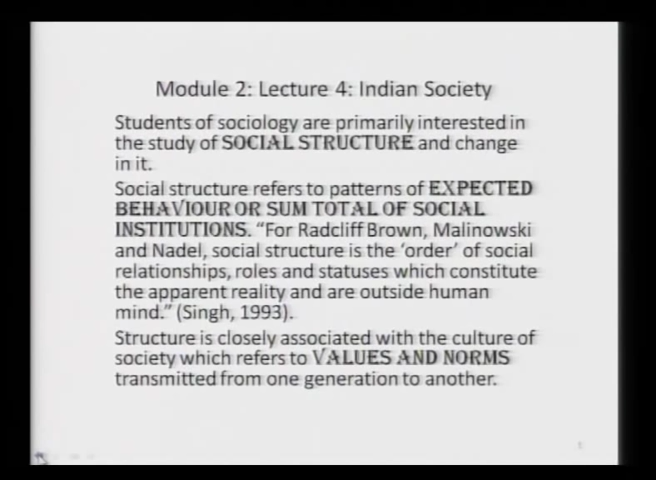 Module 2: Lecture 4: Indian Society
Students of sociology are primarily interested in
the study of SOCIAL STRUCTURE and change
in it.
Social structure refers to patterns of EXPECTED
BEHAVIOUR OR SUM TOTAL OF SOCIAL
INSTITUTIONS. “For Radcliff Brown, Malinowski
and Nadel, social structure is the ‘order’ of social
relationships, roles and statuses which constitute
the apparent reality and are outside human
mind.” (Singh, 1993).
Structure is closely associated with the culture of
society which refers to VALUES AND NORMS
transmitted from one generation to another.